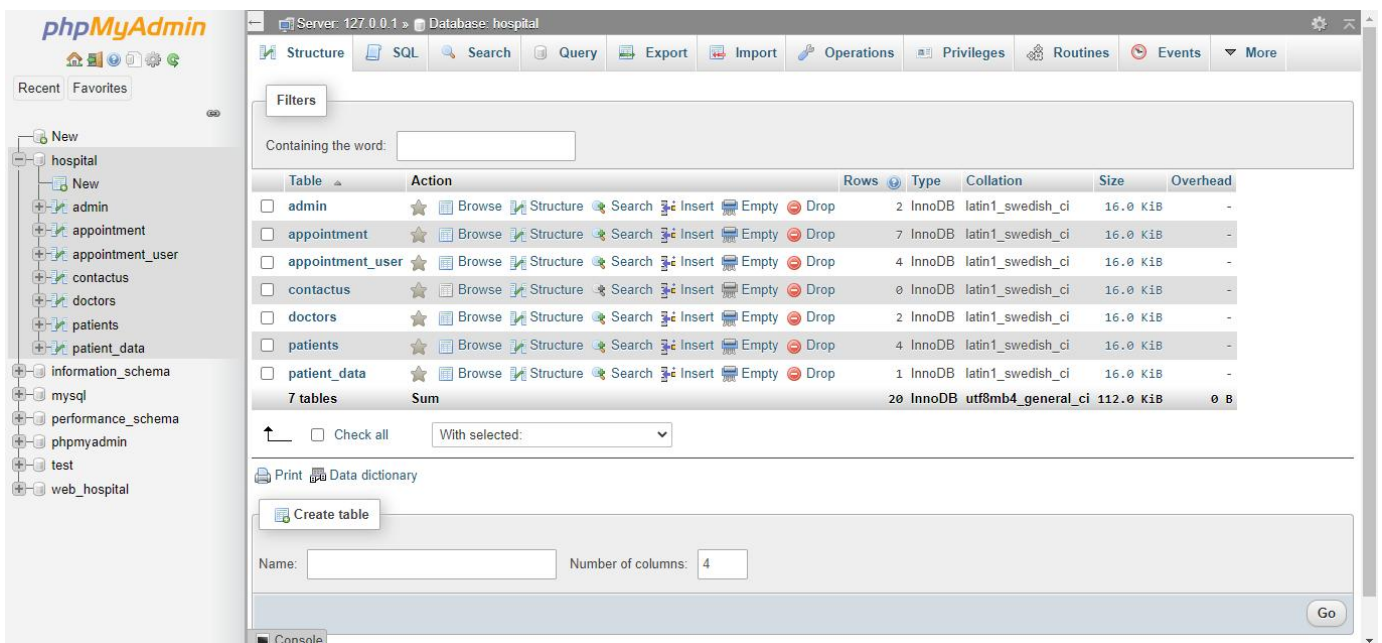 phpMyAdmin
Recent Favorites
New
hospital
New
admin
appointment
appointment_user
contactus
doctors
patients
patient_data
information_schema
mysql
performance_schema
phpmyadmin
test
web_hospital
Server: 127.0.0.1 » Database: hospital
Structure SQL Search Query Export Import Operations Privileges Routines Events More
Filters
Containing the word:
Table Action Rows Type Collation Size Overhead
admin Browse Structure Search Insert Empty Drop 2 InnoDB latin1_swedish_ci 16.0 KiB -
appointment Browse Structure Search Insert Empty Drop 7 InnoDB latin1_swedish_ci 16.0 KiB -
appointment_user Browse Structure Search Insert Empty Drop 4 InnoDB latin1_swedish_ci 16.0 KiB -
contactus Browse Structure Search Insert Empty Drop 0 InnoDB latin1_swedish_ci 16.0 KiB -
doctors Browse Structure Search Insert Empty Drop 2 InnoDB latin1_swedish_ci 16.0 KiB -
patients Browse Structure Search Insert Empty Drop 4 InnoDB latin1_swedish_ci 16.0 KiB -
patient_data Browse Structure Search Insert Empty Drop 1 InnoDB latin1_swedish_ci 16.0 KiB -
7 tables Sum 20 InnoDB utf8mb4_general_ci 112.0 KiB 0 B
Check all With selected:
Print Data dictionary
Create table
Name: Number of columns: 4
Go
Console